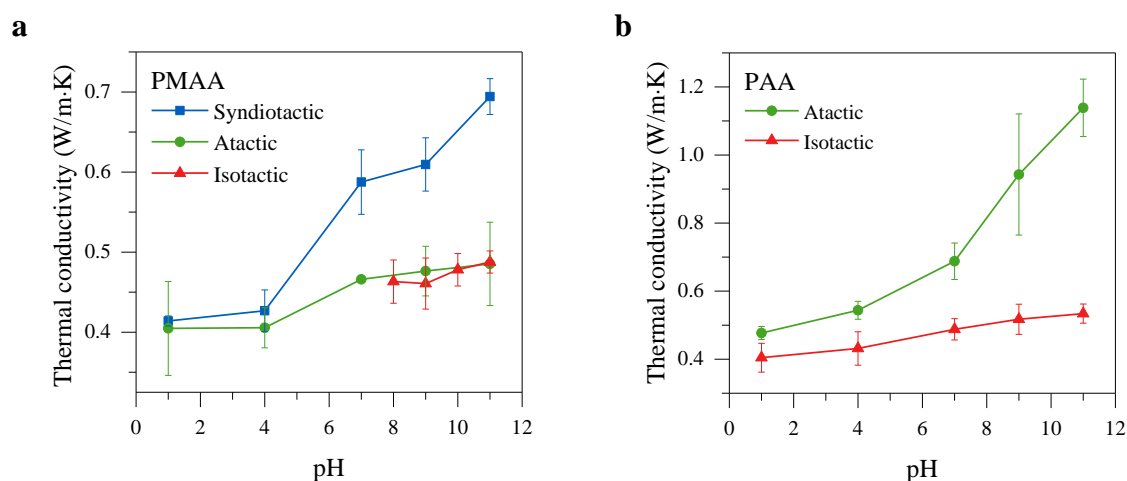 a
PMAA
Syndiotactic
Atactic
Isotactic
Thermal conductivity (W/m·K)
0.7
0.6
0.5
0.4
0 2 4 6 8 10 12
pH
b
PAA
Atactic
Isotactic
Thermal conductivity (W/m·K)
1.2
1.0
0.8
0.6
0.4
0 2 4 6 8 10 12
pH